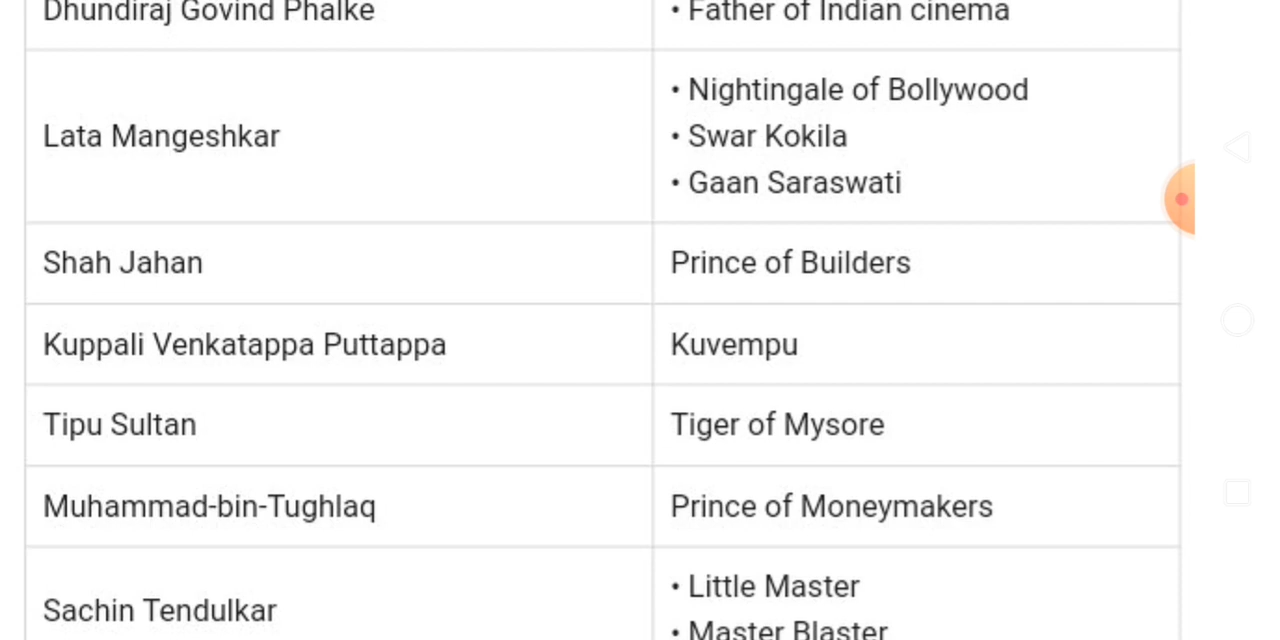 Dhundiraj Govind Phalke
• Father of Indian cinema
Lata Mangeshkar
• Nightingale of Bollywood
• Swar Kokila
• Gaan Saraswati
Shah Jahan
Prince of Builders
Kuppali Venkatappa Puttappa
Kuvempu
Tipu Sultan
Tiger of Mysore
Muhammad-bin-Tughlaq
Prince of Moneymakers
Sachin Tendulkar
• Little Master
• Master Blaster